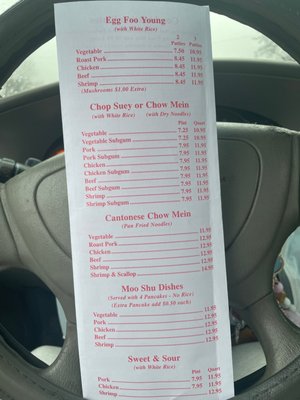 Egg Foo Young
(with White Rice)
2 3
Patties Patties
Vegetable 7.50 10.95
Roast Pork 8.45 11.95
Chicken 8.45 11.95
Beef 8.45 11.95
Shrimp 8.45 11.95
(Mushrooms $1.00 Extra)
Chop Suey or Chow Mein
(with White Rice) (with Dry Noodles)
Pint Quart
Vegetable 7.25 10.95
Vegetable Subgum 7.25 10.95
Pork 7.95 11.95
Pork Subgum 7.95 11.95
Chicken 7.95 11.95
Chicken Subgum 7.95 11.95
Beef 7.95 11.95
Beef Subgum 7.95 11.95
Shrimp 7.95 11.95
Shrimp Subgum 7.95 11.95
Cantonese Chow Mein
(Pan Fried Noodles)
Vegetable 11.95
Roast Pork 12.95
Chicken 12.95
Beef 12.95
Shrimp 12.95
Shrimp & Scallop 14.95
Moo Shu Dishes
(Served with 4 Pancakes - No Rice)
(Extra Pancake add $0.50 each)
Vegetable 11.95
Pork 12.95
Chicken 12.95
Beef 12.95
Shrimp 12.95
Sweet & Sour
(with White Rice)
Pint Quart
Pork 7.95 11.95
Chicken 7.95 11.95
Shrimp 12.95